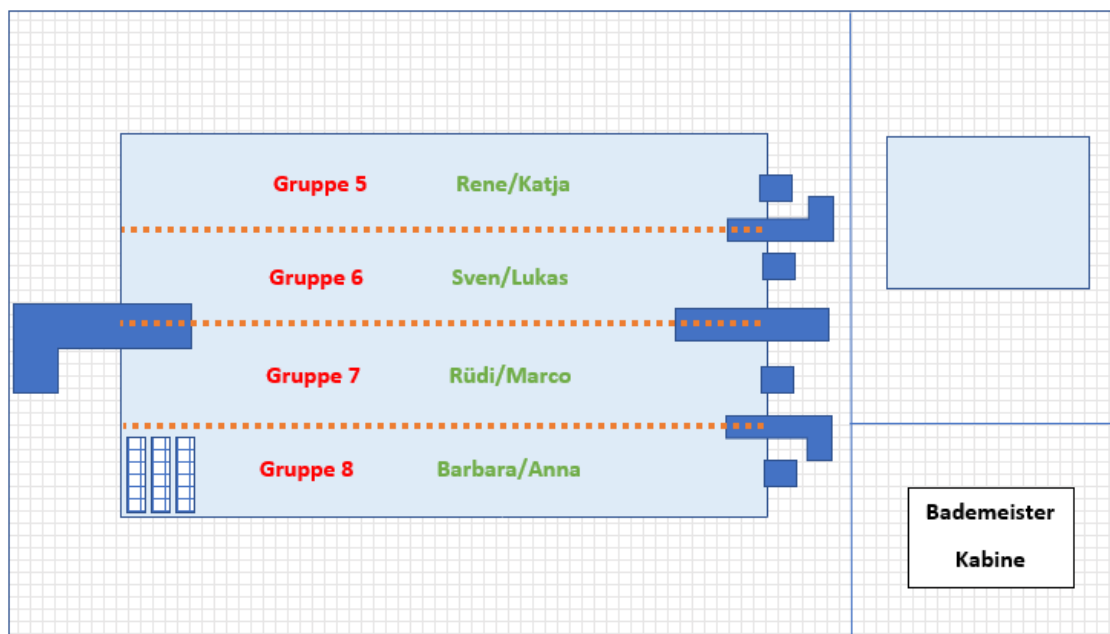 Gruppe 5 Rene/Katja
Gruppe 6 Sven/Lukas
Gruppe 7 Rüdi/Marco
Gruppe 8 Barbara/Anna
Bademeister
Kabine